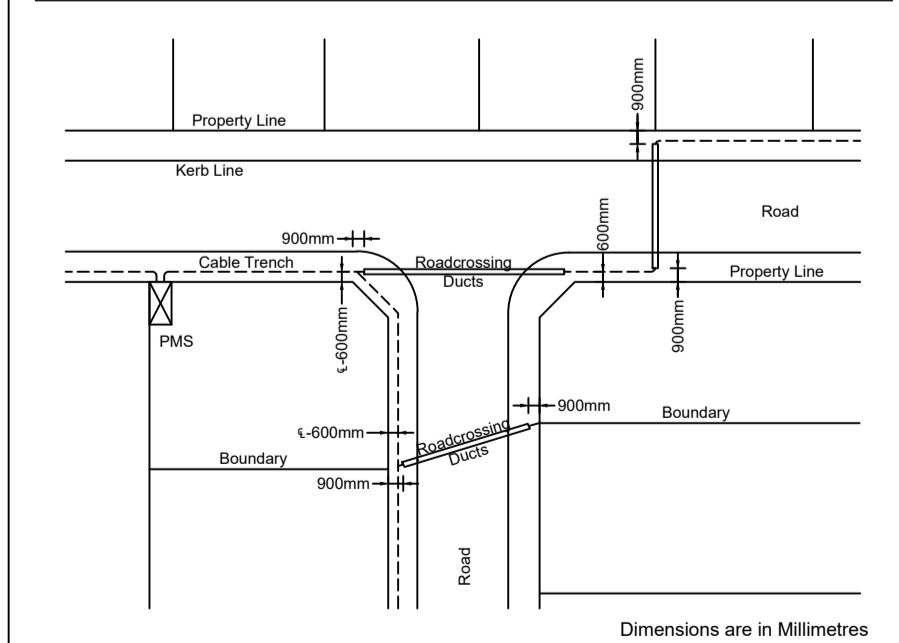 900mm
Property Line
Kerb Line
Road
900mm
600mm
Cable Trench
Roadcrossing
Ducts
Property Line
PMS
℄-600mm
900mm
900mm
Boundary
℄-600mm
Roadcrossing
Ducts
Boundary
900mm
Road
Dimensions are in Millimetres